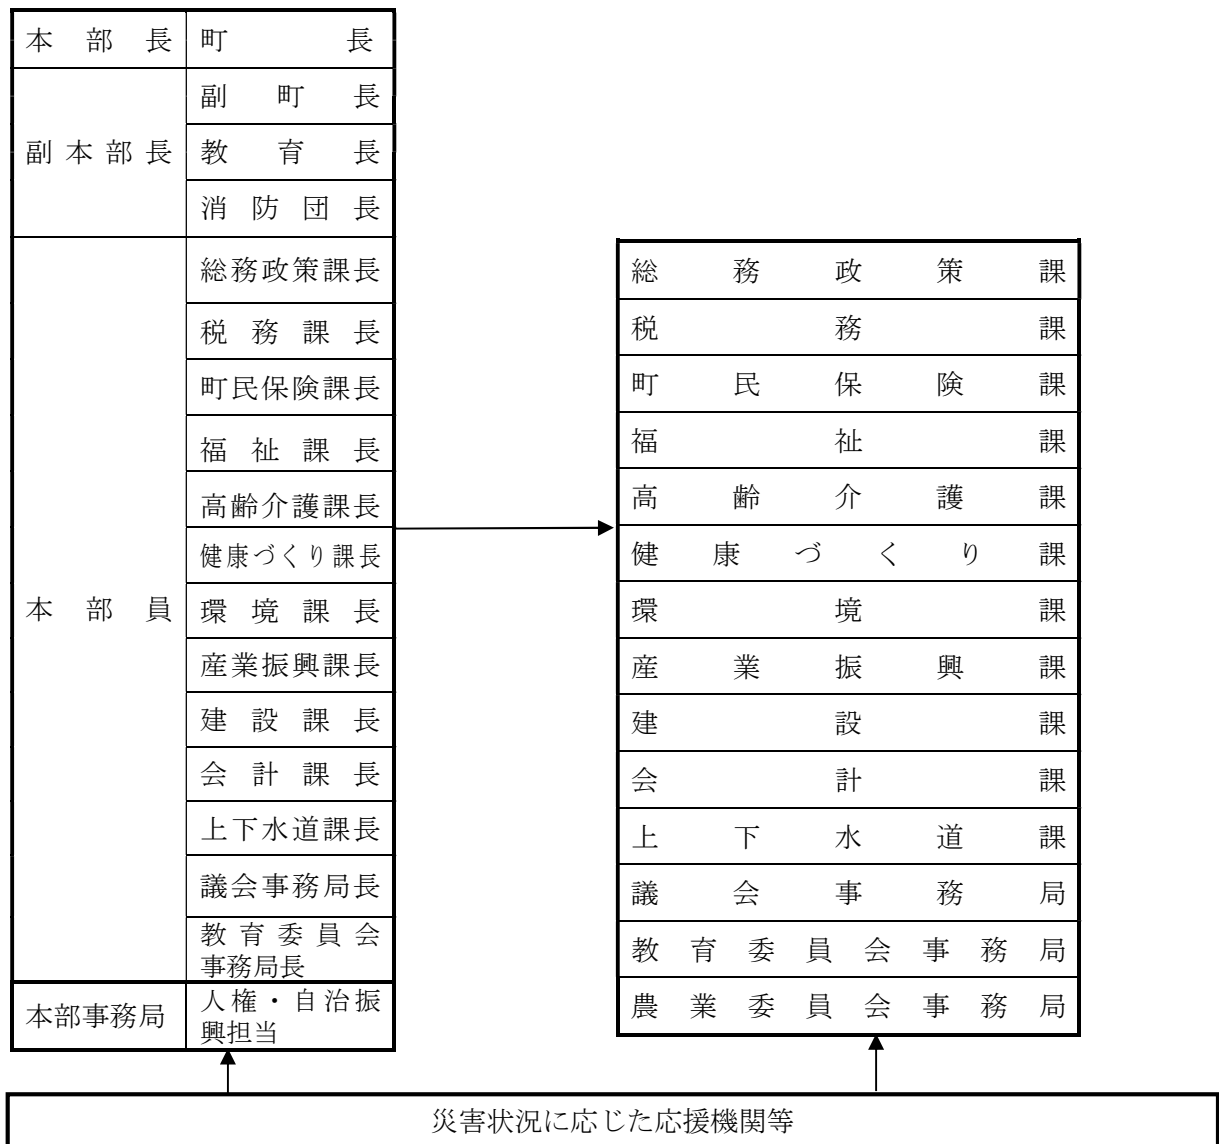 本部長 町長
副本部長
副町長
教育長
消防団長
本部員
総務政策課長
税務課長
町民保険課長
福祉課長
高齢介護課長
健康づくり課長
環境課長
産業振興課長
建設課長
会計課長
上下水道課長
議会事務局長
教育委員会
事務局長
本部事務局
人権・自治振
興担当
総務政策課
税務課
町民保険課
福祉課
高齢介護課
健康づくり課
環境課
産業振興課
建設課
会計課
上下水道課
議会事務局
教育委員会事務局
農業委員会事務局
災害状況に応じた応援機関等